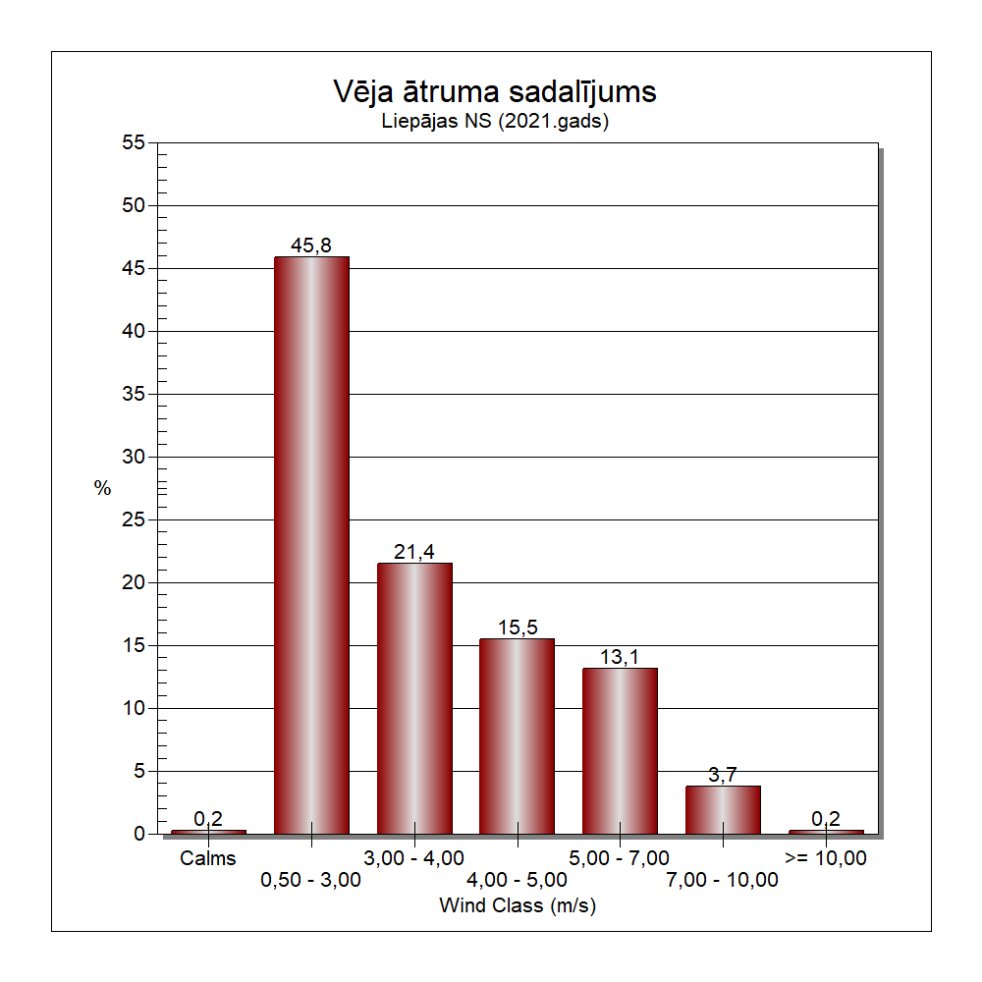 Vēja ātruma sadalījums
Liepājas NS (2021.gads)
55
50
45
40
35
30
25
20
15
10
5
0
%
0,2
45,8
21,4
15,5
13,1
3,7
0,2
Calms
0,50 - 3,00
3,00 - 4,00
4,00 - 5,00
5,00 - 7,00
7,00 - 10,00
>= 10,00
Wind Class (m/s)